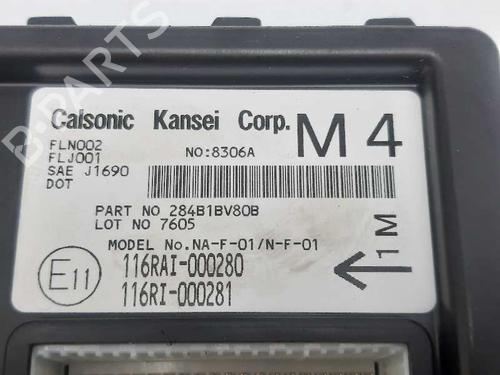 Calsonic Kansei Corp. M4
FLN002
FLJ001
NO:8306A
SAE J1690
DOT
PART NO 284B1BV80B
LOT NO 7605
MODEL No.NA-F-01/N-F-01
E11
116RAI-000280
116RI-000281
1M
B-Parts